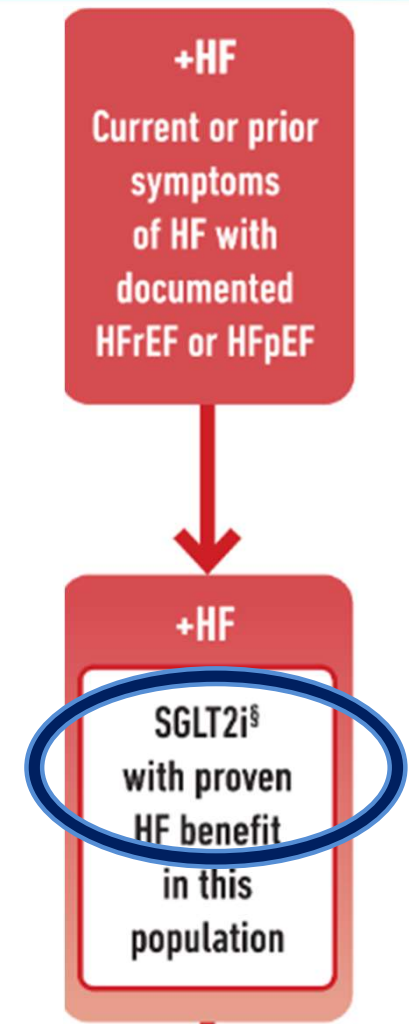 +HF
Current or prior
symptoms
of HF with
documented
HFrEF or HFpEF
+HF
SGLT2i§
with proven
HF benefit
in this
population